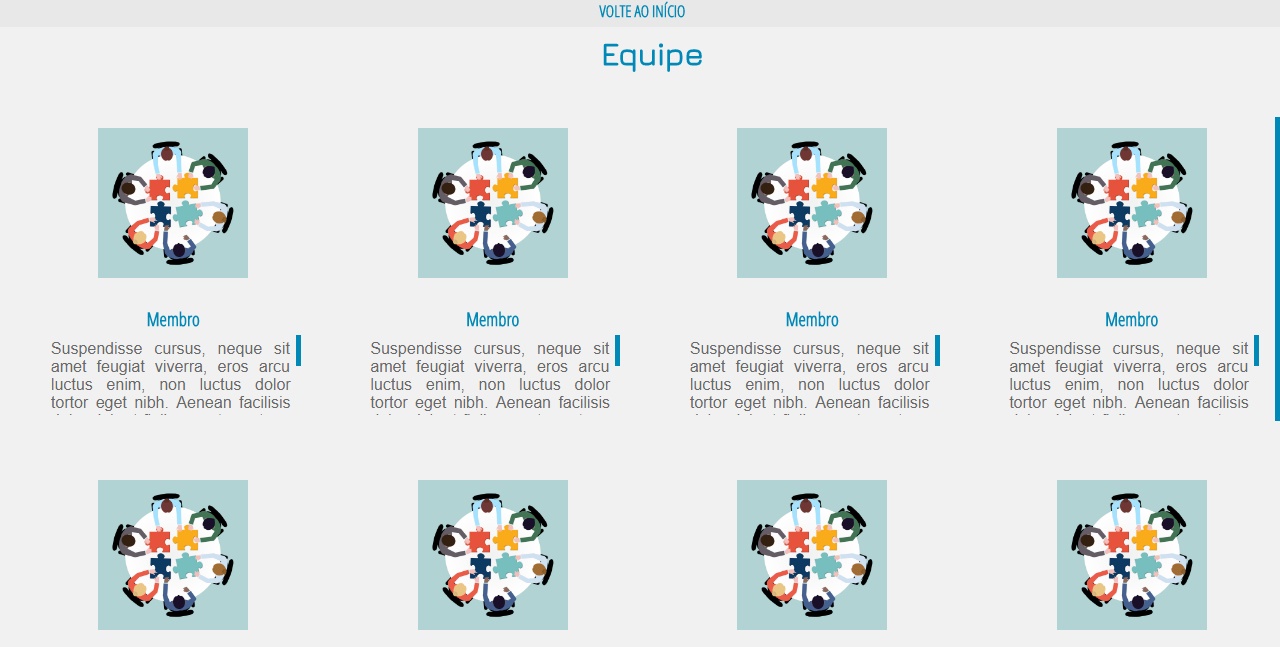 VOLTE AO INÍCIO
Equipe
Membro
Suspendisse cursus, neque sit
amet feugiat viverra, eros arcu
luctus enim, non luctus dolor
tortor eget nibh. Aenean facilisis
Membro
Suspendisse cursus, neque sit
amet feugiat viverra, eros arcu
luctus enim, non luctus dolor
tortor eget nibh. Aenean facilisis
Membro
Suspendisse cursus, neque sit
amet feugiat viverra, eros arcu
luctus enim, non luctus dolor
tortor eget nibh. Aenean facilisis
Membro
Suspendisse cursus, neque sit
amet feugiat viverra, eros arcu
luctus enim, non luctus dolor
tortor eget nibh. Aenean facilisis